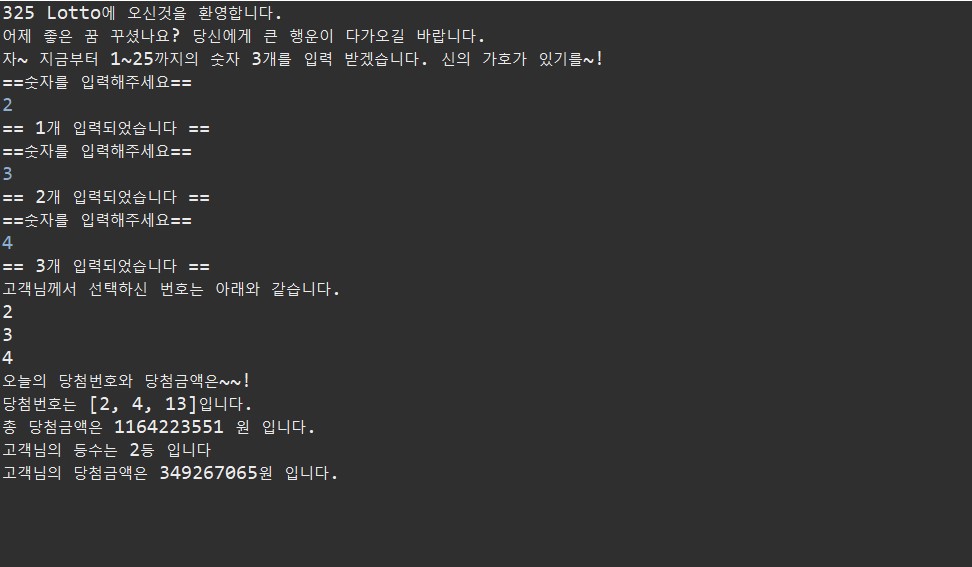 325 Lotto에 오신것을 환영합니다.
어제 좋은 꿈 꾸셨나요? 당신에게 큰 행운이 다가오길 바랍니다.
자~ 지금부터 1~25까지의 숫자 3개를 입력 받겠습니다. 신의 가호가 있기를~!
==숫자를 입력해주세요==
2
== 1개 입력되었습니다 ==
==숫자를 입력해주세요==
3
== 2개 입력되었습니다 ==
==숫자를 입력해주세요==
4
== 3개 입력되었습니다 ==
고객님께서 선택하신 번호는 아래와 같습니다.
2
3
4
오늘의 당첨번호와 당첨금액은~~!
당첨번호는 [2, 4, 13]입니다.
총 당첨금액은 1164223551 원 입니다.
고객님의 등수는 2등 입니다
고객님의 당첨금액은 349267065원 입니다.